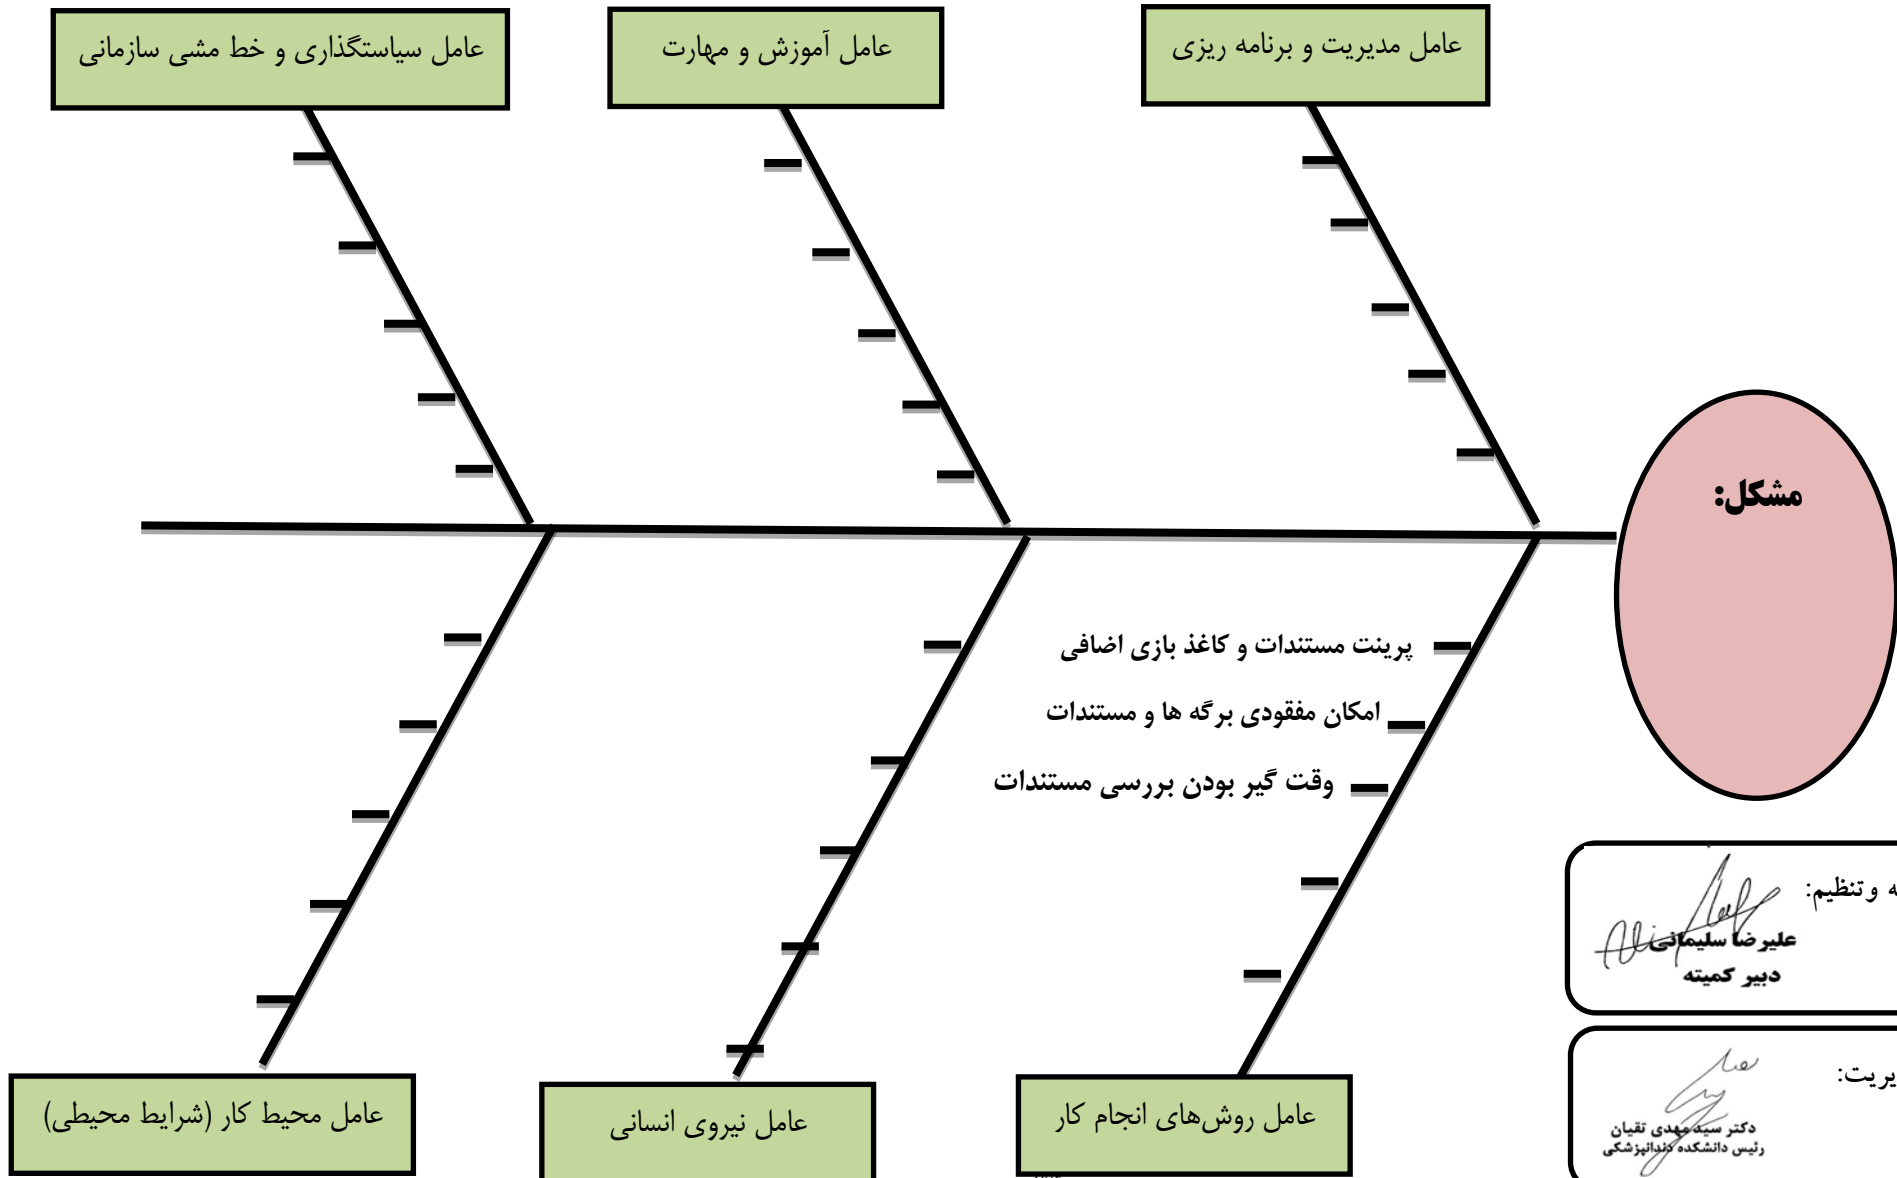 عامل مدیریت و برنامه ریزی
عامل آموزش و مهارت
عامل سیاستگذاری و خط مشی سازمانی
مشکل:
پرینت مستندات و کاغذ بازی اضافی
امکان مفقودی برگه ها و مستندات
وقت گیر بودن بررسی مستندات
وتنظیم:
علیرضا سلیمانی
دبیر کمیته
دکتر سید مهدی تقیان
رئیس دانشکده دندانپزشکی
عامل روش‌های انجام کار
عامل نیروی انسانی
عامل محیط کار (شرایط محیطی)